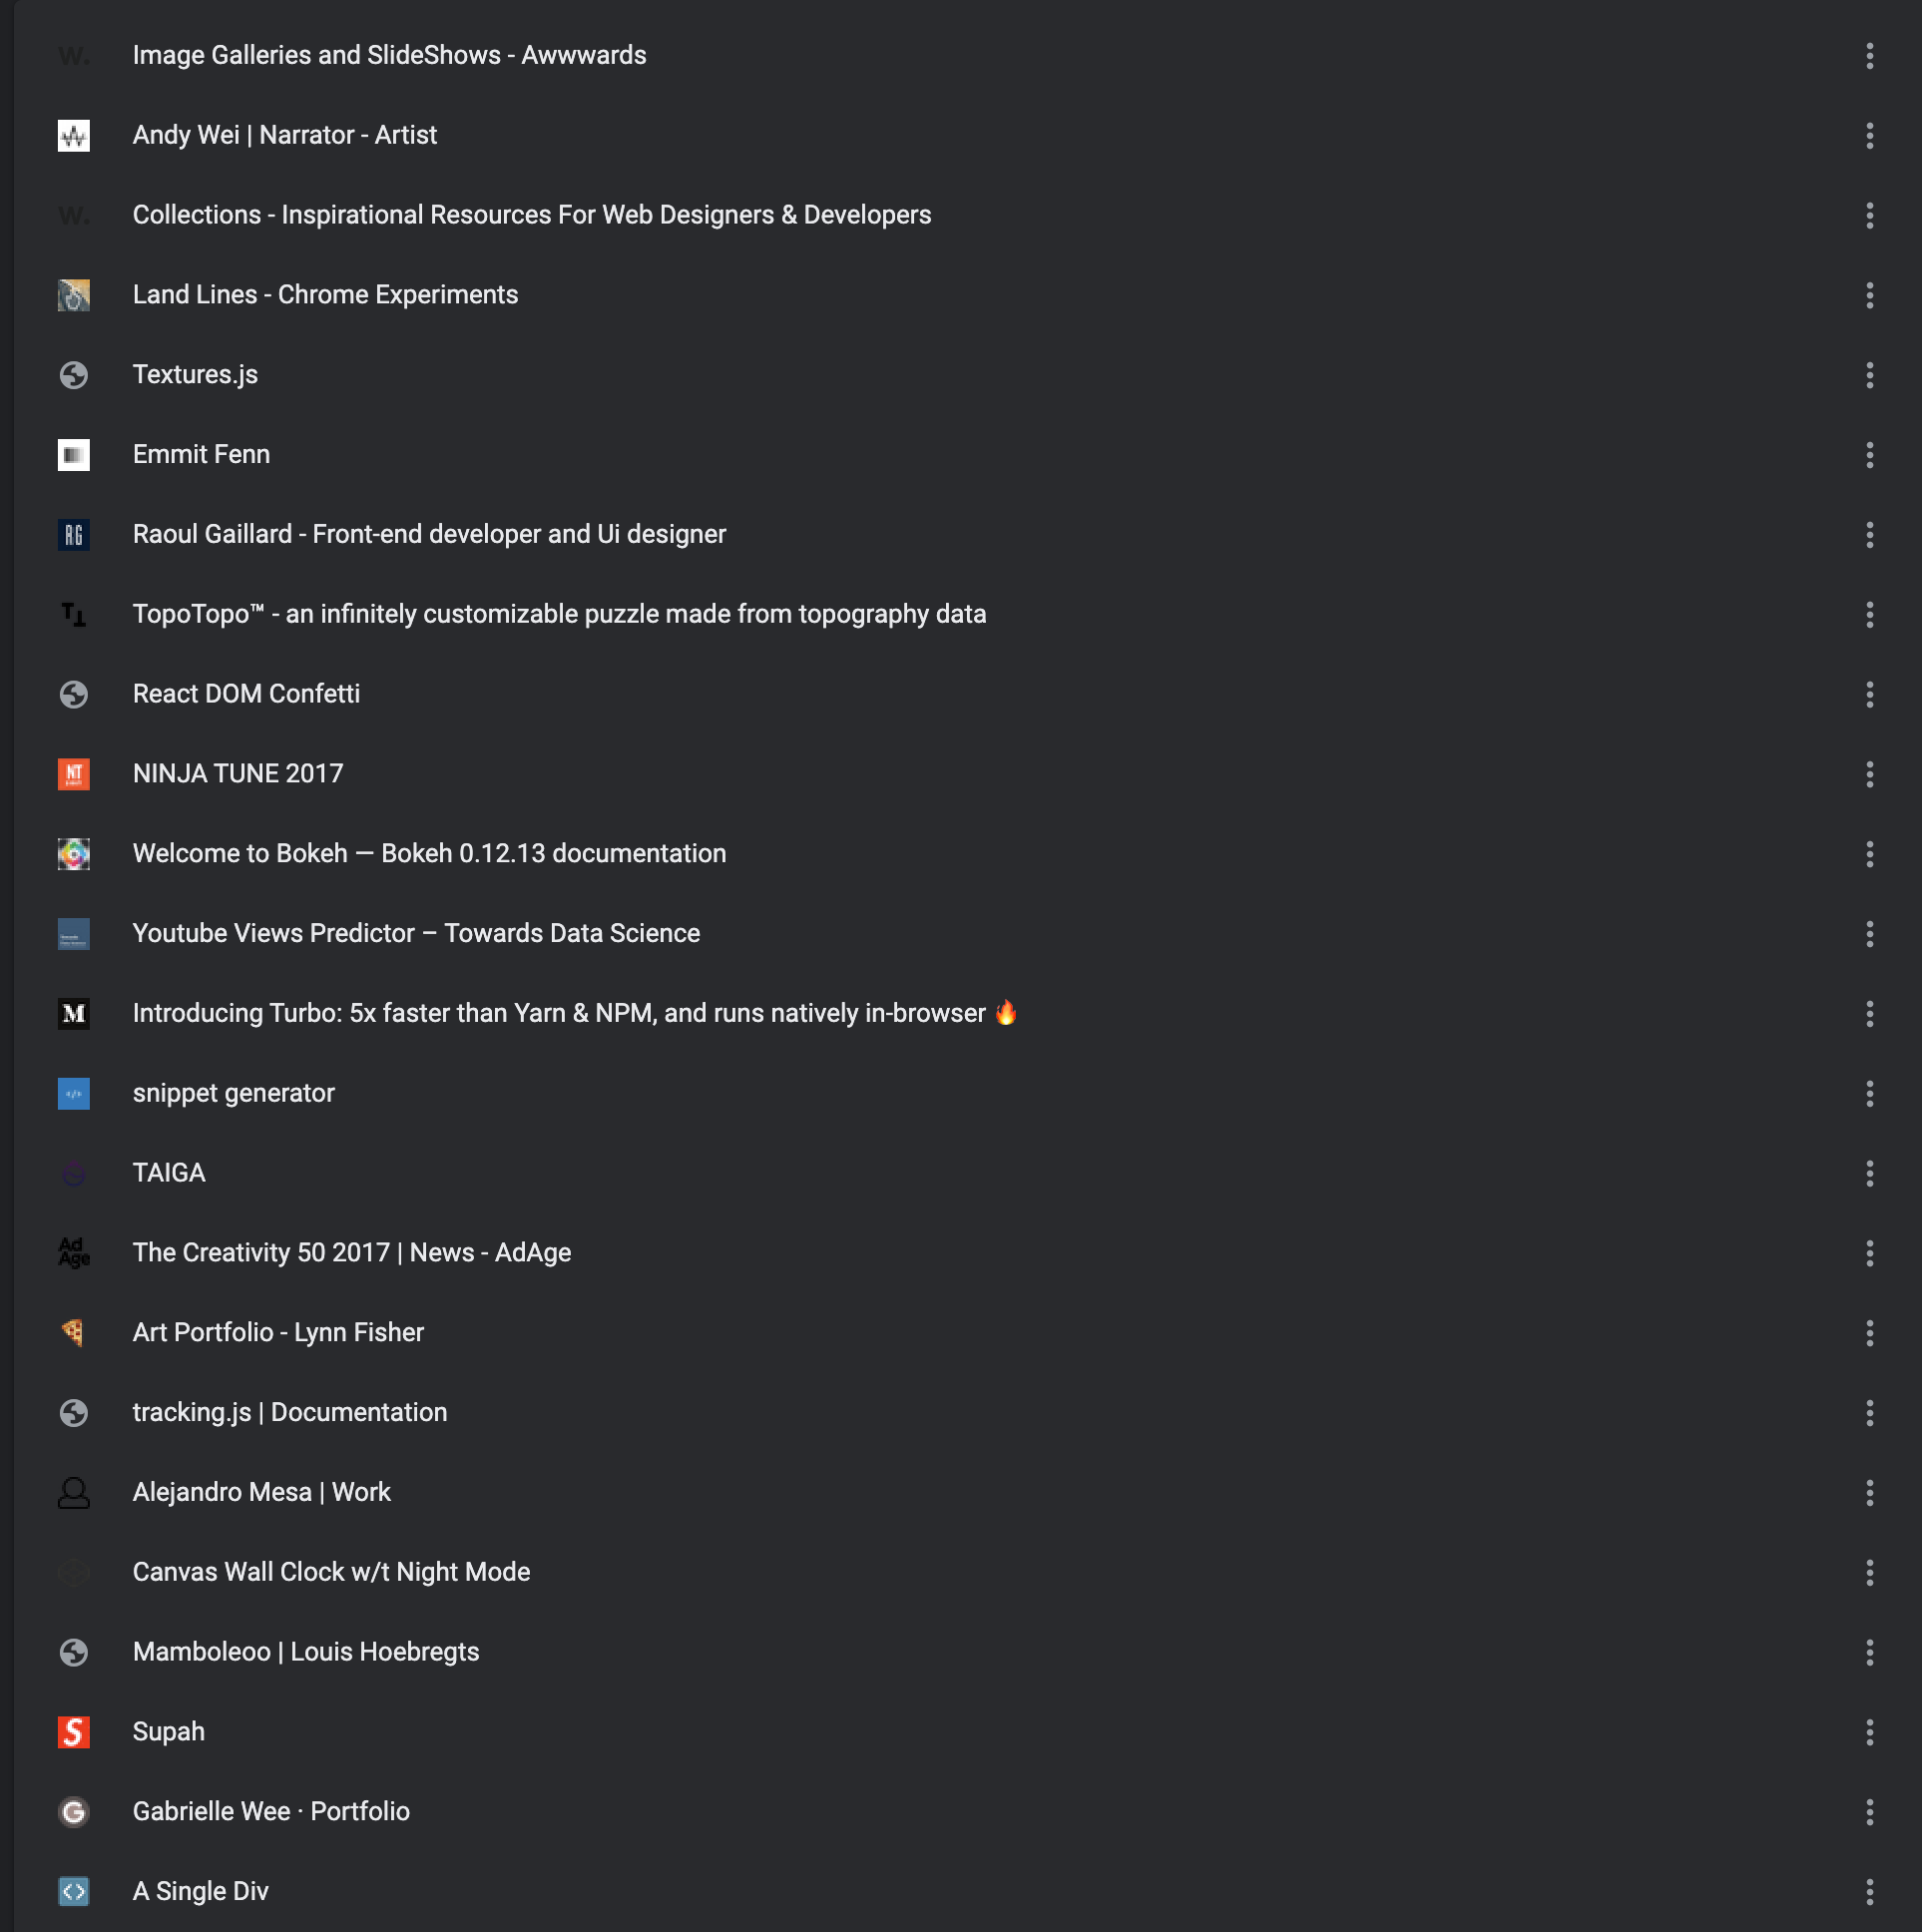 W. Image Galleries and SlideShows - Awwwards
Andy Wei | Narrator - Artist
W. Collections - Inspirational Resources For Web Designers & Developers
Land Lines - Chrome Experiments
Textures.js
Emmit Fenn
RG Raoul Gaillard - Front-end developer and Ui designer
TopoTopo™ - an infinitely customizable puzzle made from topography data
React DOM Confetti
NT NINJA TUNE 2017
Welcome to Bokeh — Bokeh 0.12.13 documentation
Youtube Views Predictor – Towards Data Science
M Introducing Turbo: 5x faster than Yarn & NPM, and runs natively in-browser 🔥
</> snippet generator
TAIGA
Ad Age The Creativity 50 2017 | News - AdAge
Art Portfolio - Lynn Fisher
tracking.js | Documentation
Alejandro Mesa | Work
Canvas Wall Clock w/t Night Mode
Mamboleoo | Louis Hoebregts
S Supah
G Gabrielle Wee · Portfolio
<> A Single Div